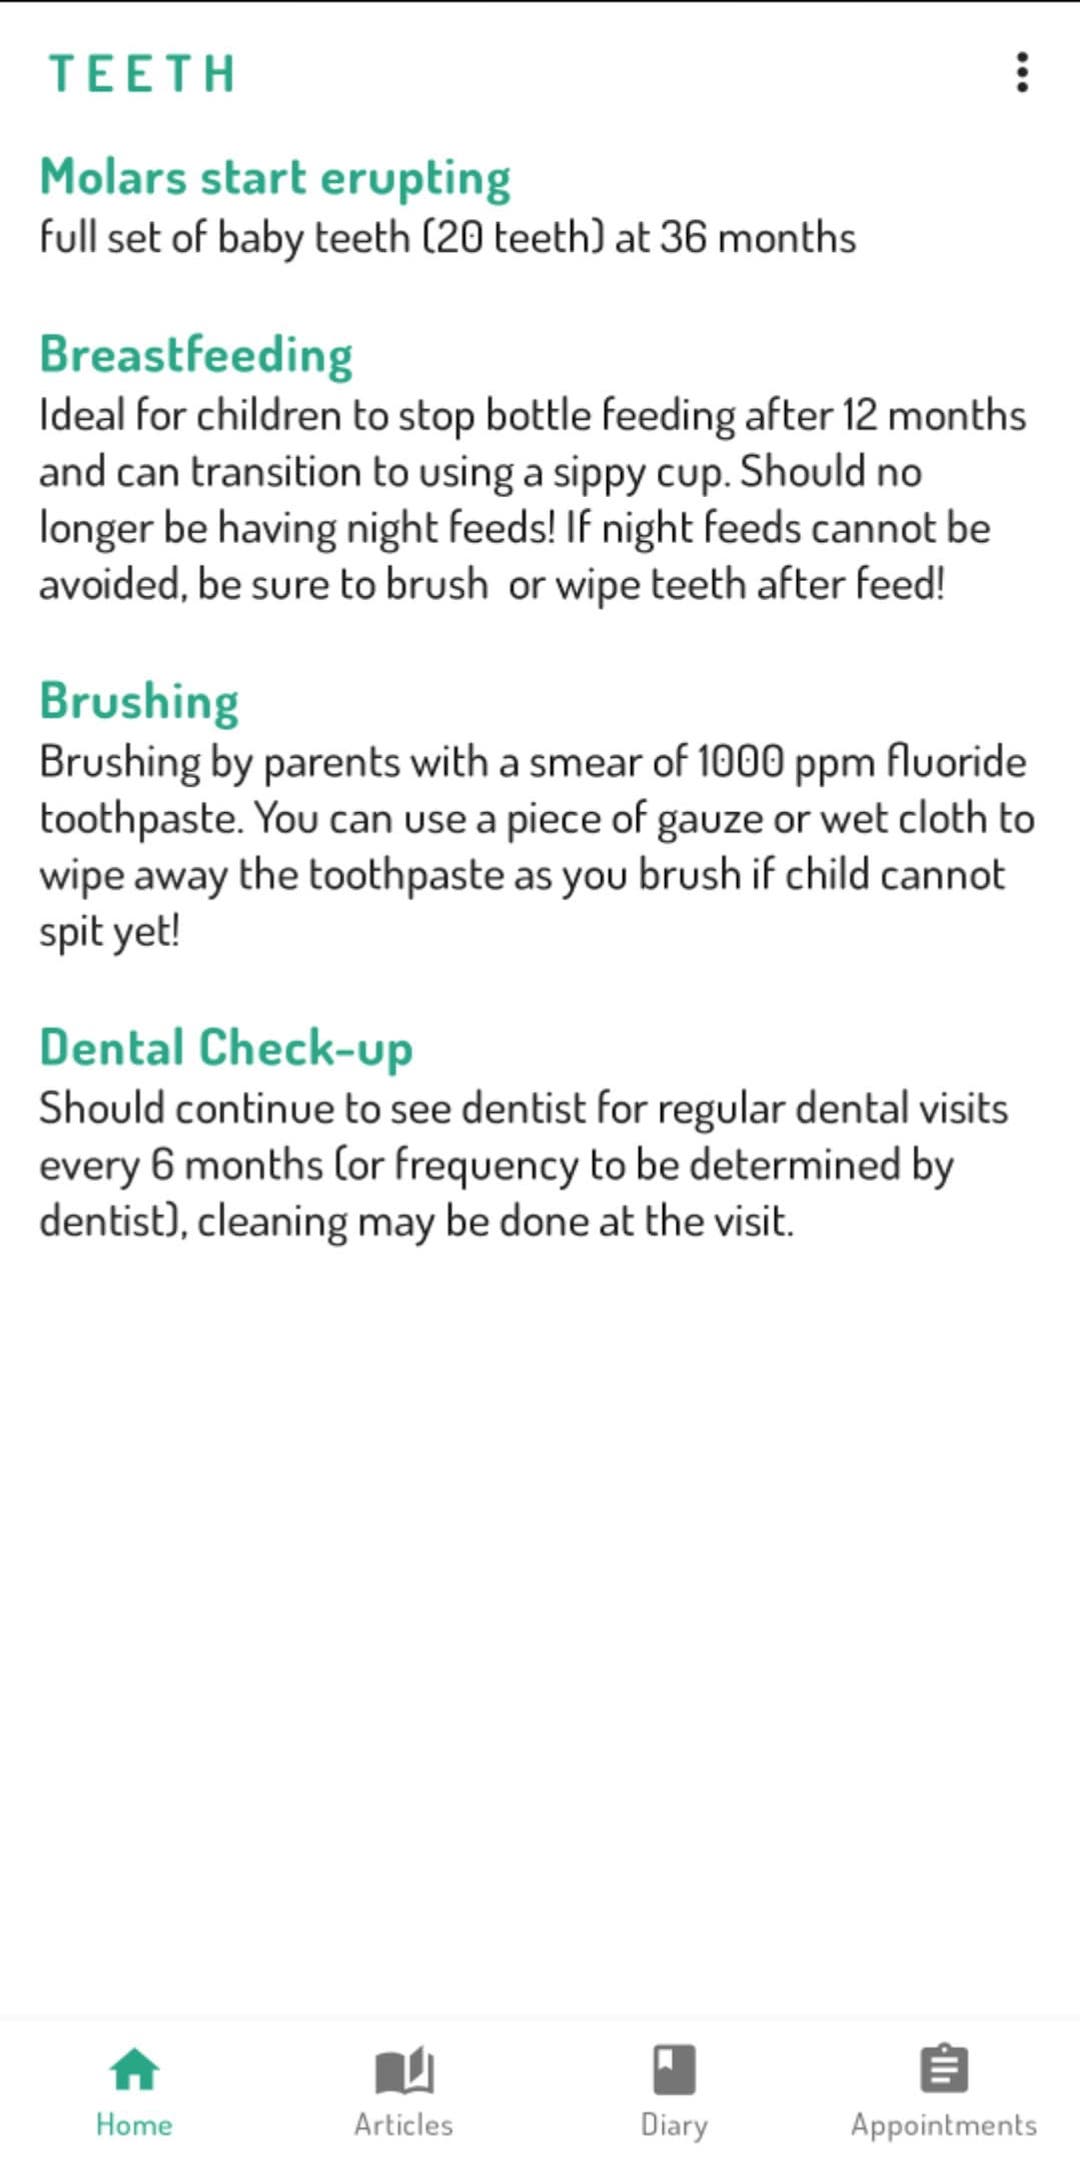 TEETH
Molars start erupting
full set of baby teeth (20 teeth) at 36 months
Breastfeeding
Ideal for children to stop bottle feeding after 12 months
and can transition to using a sippy cup. Should no
longer be having night feeds! If night feeds cannot be
avoided, be sure to brush  or wipe teeth after feed!
Brushing
Brushing by parents with a smear of 1000 ppm fluoride
toothpaste. You can use a piece of gauze or wet cloth to
wipe away the toothpaste as you brush if child cannot
spit yet!
Dental Check-up
Should continue to see dentist for regular dental visits
every 6 months (or frequency to be determined by
dentist), cleaning may be done at the visit.
Home Articles Diary Appointments